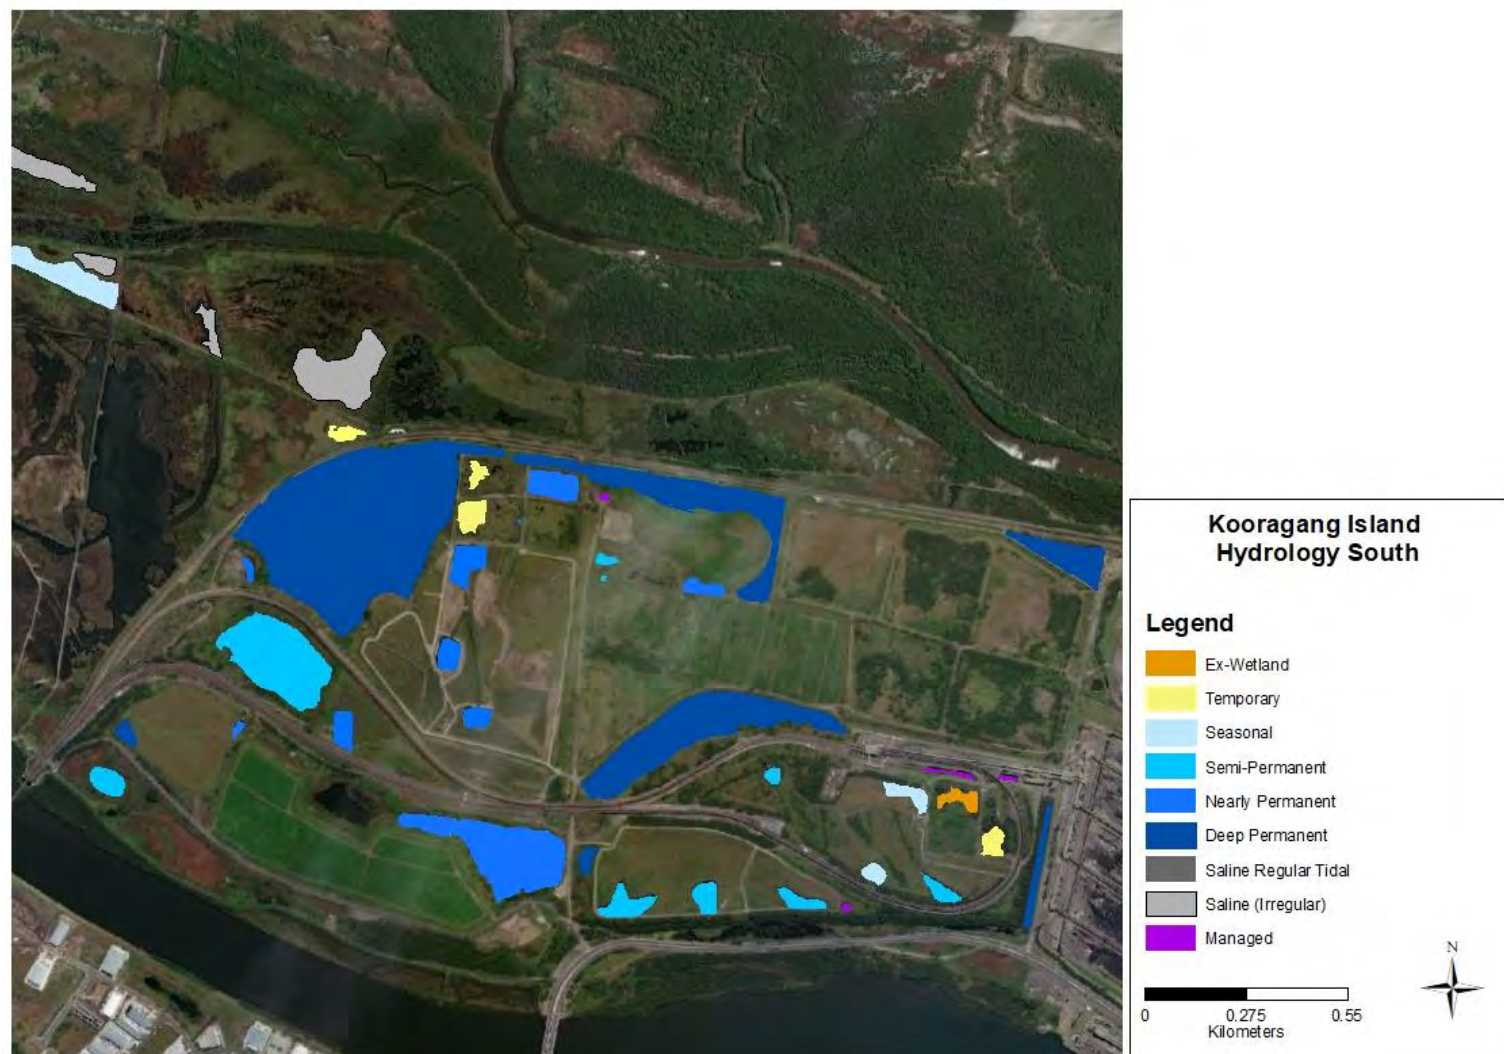 Kooragang Island
Hydrology South
Legend
Ex-Wetland
Temporary
Seasonal
Semi-Permanent
Nearly Permanent
Deep Permanent
Saline Regular Tidal
Saline (Irregular)
Managed
N
0 0.275 0.55
Kilometers